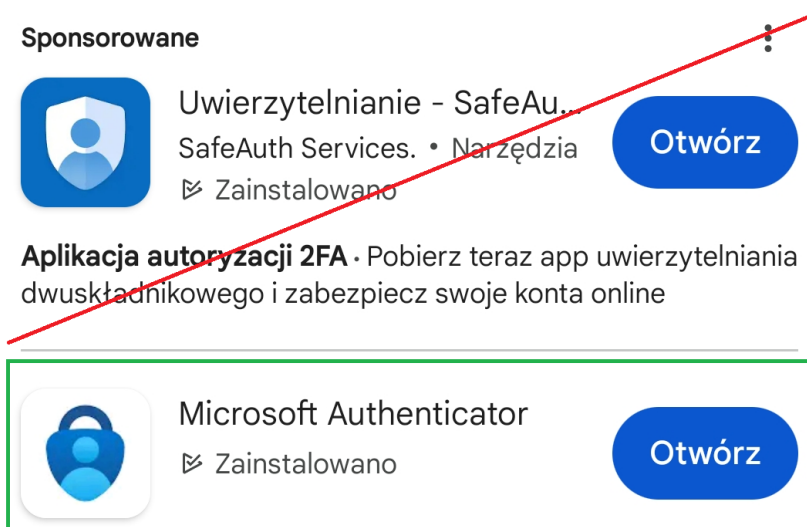 Sponsorowane
Uwierzytelnianie - SafeAu...
SafeAuth Services. • Narzędzia
Zainstalowano
Otwórz
Aplikacja autoryzacji 2FA · Pobierz teraz app uwierzytelniania
dwuskładnikowego i zabezpiecz swoje konta online
Microsoft Authenticator
Zainstalowano
Otwórz